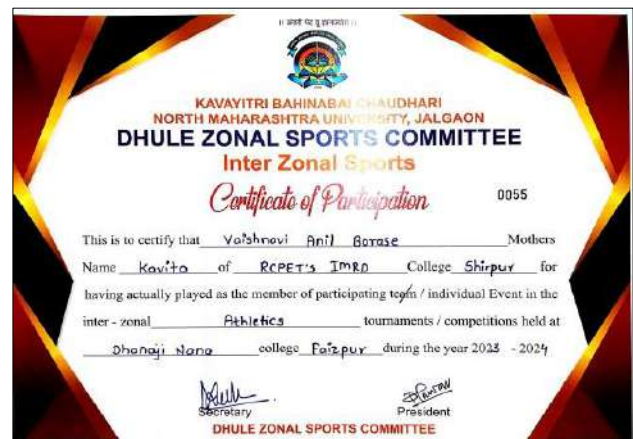 KAVAYITRI BAHINABAI CHAUDHARI
NORTH MAHARASHTRA UNIVERSITY, JALGAON
DHULE ZONAL SPORTS COMMITTEE
Inter Zonal Sports
Certificate of Participation
0055
This is to certify that Vaishnavi Anil Borase Mothers
Name Kavita of RCPET's IMRD College Shirpur for
having actually played as the member of participating team / individual Event in the
inter - zonal Athletics tournaments / competitions held at
Dhanaji Nana college Faizpur during the year 2023 - 2024
Secretary
President
DHULE ZONAL SPORTS COMMITTEE